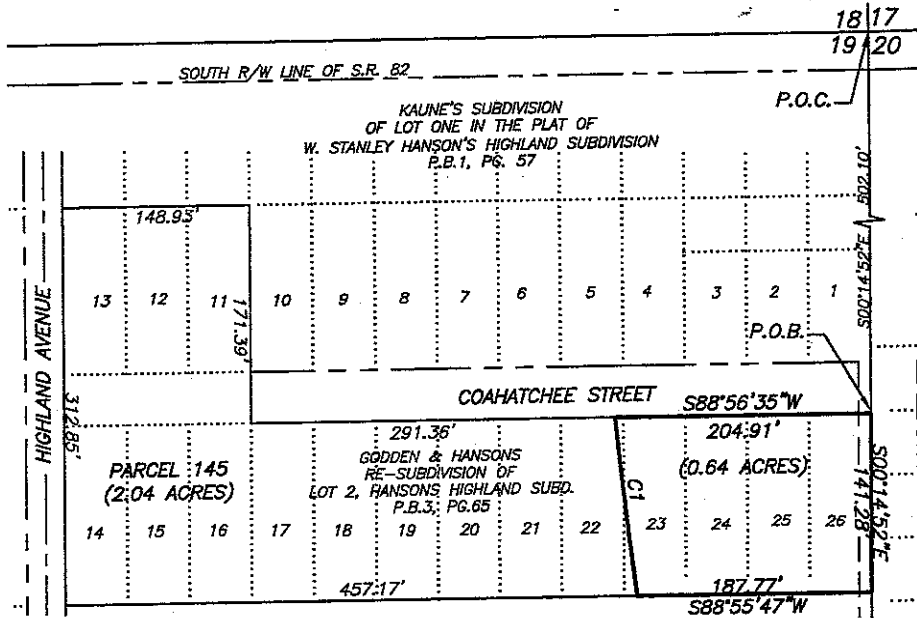 18 17
19 20
SOUTH R/W LINE OF S.R. 82
P.O.C.
KAUNE'S SUBDIVISION
OF LOT ONE IN THE PLAT OF
W. STANLEY HANSON'S HIGHLAND SUBDIVISION
P.B.1, PG. 57
502.10'
S00°14'52"E
148.93'
HIGHLAND AVENUE
13 12 11 10 9 8 7 6 5 4 3 2 1
171.39'
P.O.B.
COAHATCHEE STREET
S88°56'35"W
312.85'
291.36'
204.91'
GODDEN & HANSONS
RE-SUBDIVISION OF
LOT 2, HANSONS HIGHLAND SUBD.
P.B.3, PG.65
PARCEL 145
(2.04 ACRES)
(0.64 ACRES)
C1
S00°14'52"E
141.28'
14 15 16 17 18 19 20 21 22 23 24 25 26
457.17'
187.77'
S88°55'47"W